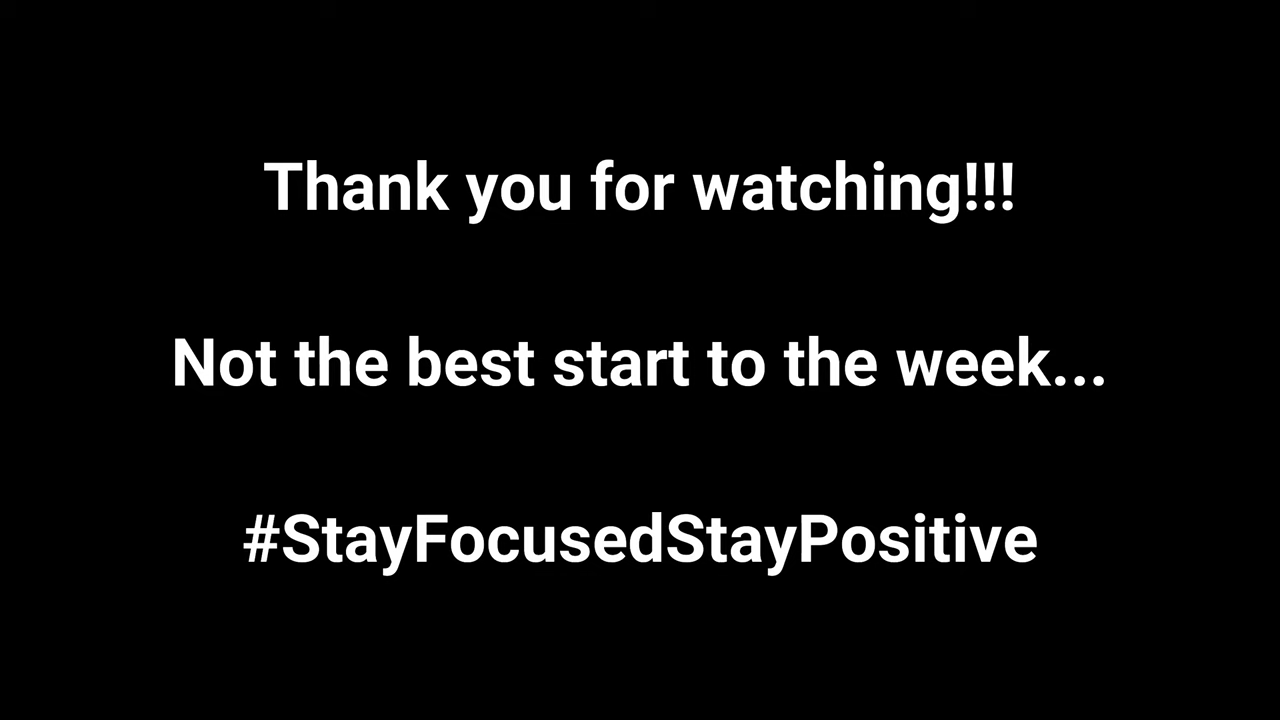 Thank you for watching!!!
Not the best start to the week...
#StayFocusedStayPositive